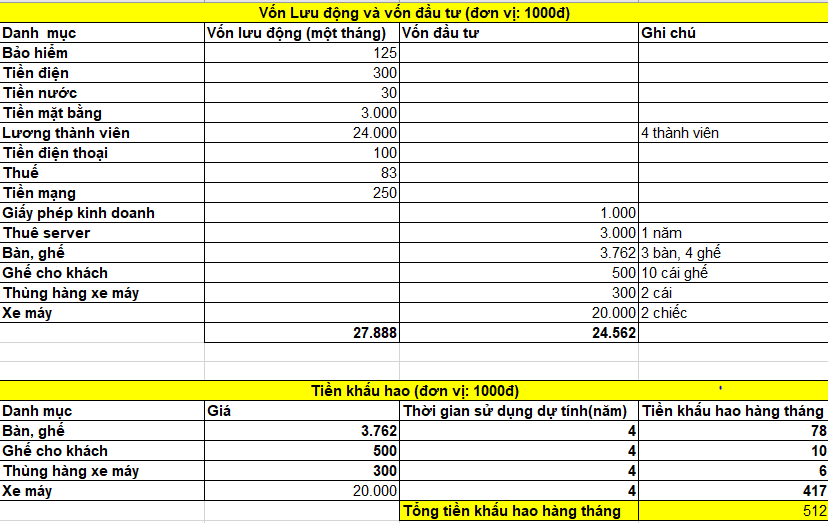 Vốn Lưu động và vốn đầu tư (đơn vị: 1000đ)
Danh mục Vốn lưu động (một tháng) Vốn đầu tư Ghi chú
Bảo hiểm 125
Tiền điện 300
Tiền nước 30
Tiền mặt bằng 3.000
Lương thành viên 24.000 4 thành viên
Tiền điện thoại 100
Thuế 83
Tiền mạng 250
Giấy phép kinh doanh 1.000
Thuê server 3.000 1 năm
Bàn, ghế 3.762 3 bàn, 4 ghế
Ghế cho khách 500 10 cái ghế
Thùng hàng xe máy 300 2 cái
Xe máy 20.000 2 chiếc
27.888 24.562
Tiền khấu hao (đơn vị: 1000đ) '
Danh mục Giá Thời gian sử dụng dự tính(năm) Tiền khấu hao hàng tháng
Bàn, ghế 3.762 4 78
Ghế cho khách 500 4 10
Thùng hàng xe máy 300 4 6
Xe máy 20.000 4 417
Tổng tiền khấu hao hàng tháng 512